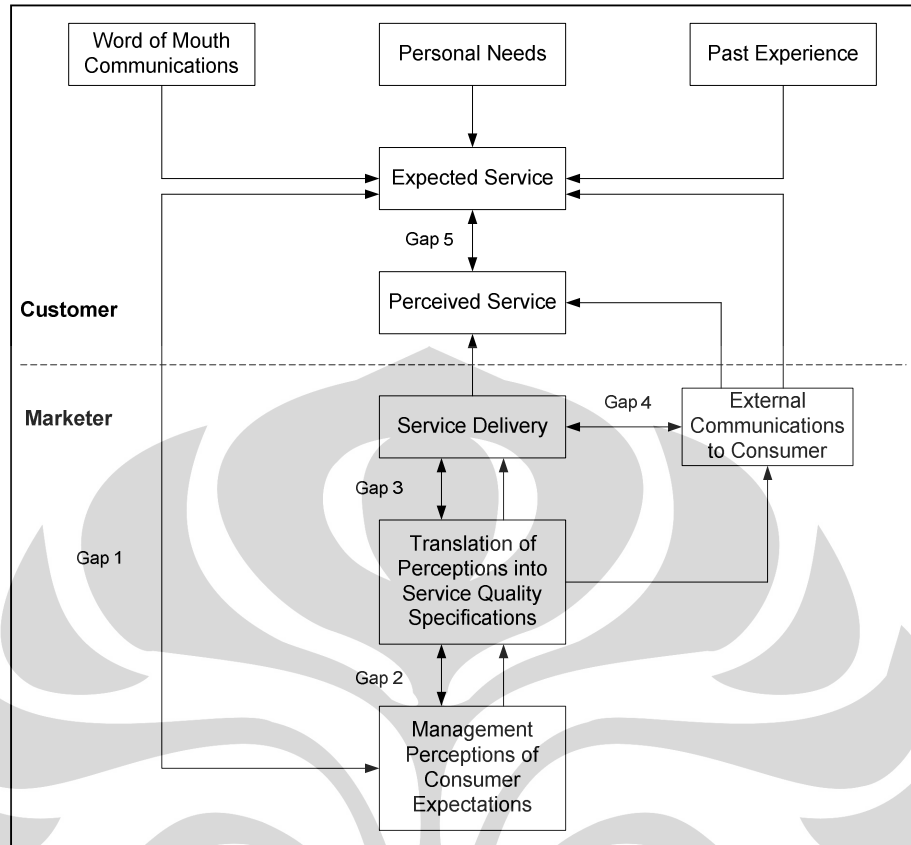 Word of Mouth
Communications
Personal Needs
Past Experience
Expected Service
Gap 5
Perceived Service
Customer
Marketer
Service Delivery
Gap 4
External
Communications
to Consumer
Gap 3
Gap 1
Translation of
Perceptions into
Service Quality
Specifications
Gap 2
Management
Perceptions of
Consumer
Expectations